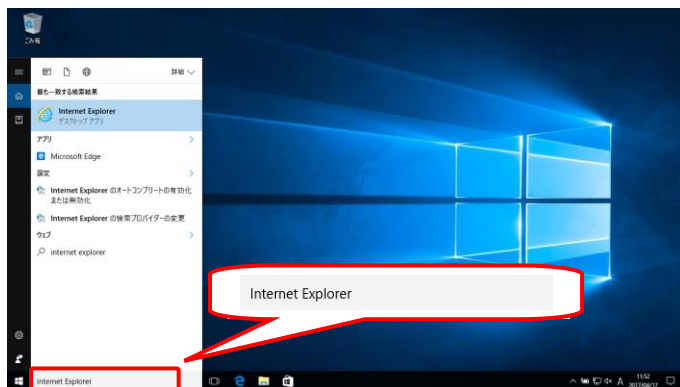 ごみ箱
詳細
最も一致する検索結果
Internet Explorer
デスクトップ アプリ
アプリ
Microsoft Edge
設定
Internet Explorer のオートコンプリートの有効化
または無効化
Internet Explorer の検索プロバイダーの変更
ウェブ
internet explorer
Internet Explorer
Internet Explorer
A
11:52
2017/04/17